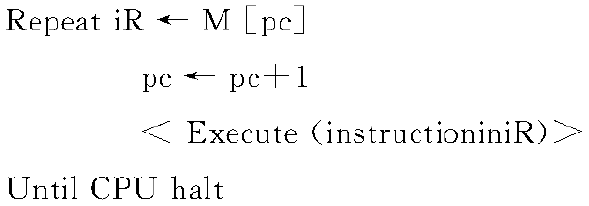 Repeat iR ← M [pc]
pc ← pc+1
< Execute (instructioniniR)>
Until CPU halt